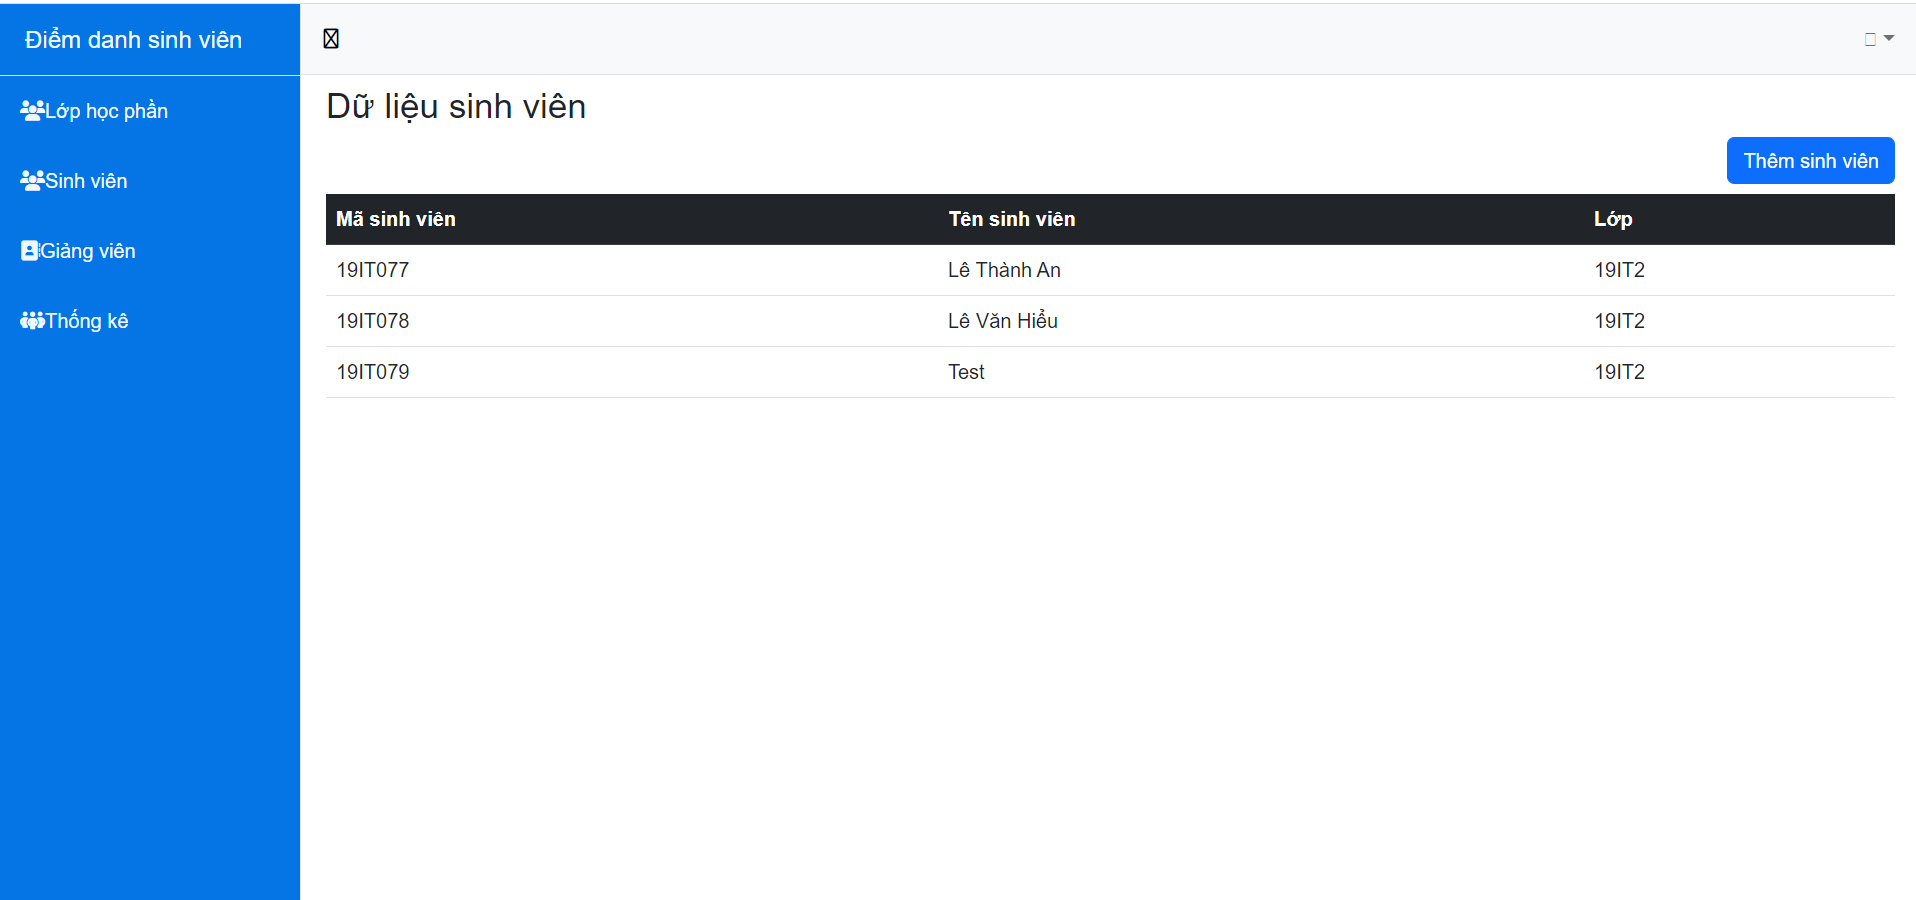 Điểm danh sinh viên
Lớp học phần
Sinh viên
Giảng viên
Thống kê
Dữ liệu sinh viên
Thêm sinh viên
Mã sinh viên Tên sinh viên Lớp
19IT077 Lê Thành An 19IT2
19IT078 Lê Văn Hiểu 19IT2
19IT079 Test 19IT2